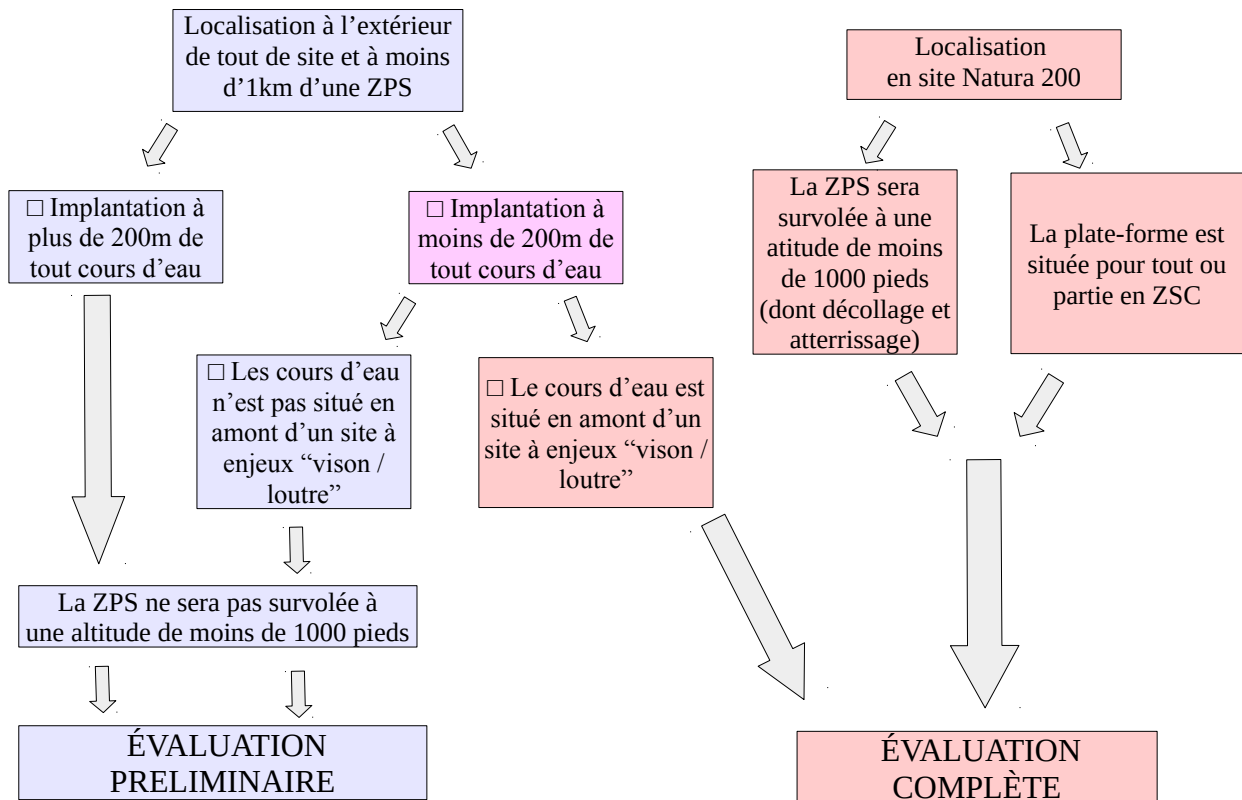 Localisation à l’extérieur
de tout de site et à moins
d’1km d’une ZPS
Localisation
en site Natura 200
□ Implantation à
plus de 200m de
tout cours d’eau
□ Implantation à
moins de 200m de
tout cours d’eau
La ZPS sera
survolée à une
atitude de moins
de 1000 pieds
(dont décollage et
atterrissage)
La plate-forme est
située pour tout ou
partie en ZSC
□ Les cours d’eau
n’est pas situé en
amont d’un site à
enjeux “vison /
loutre”
□ Le cours d’eau est
situé en amont d’un
site à enjeux “vison /
loutre”
La ZPS ne sera pas survolée à
une altitude de moins de 1000 pieds
ÉVALUATION
PRELIMINAIRE
ÉVALUATION
COMPLÈTE